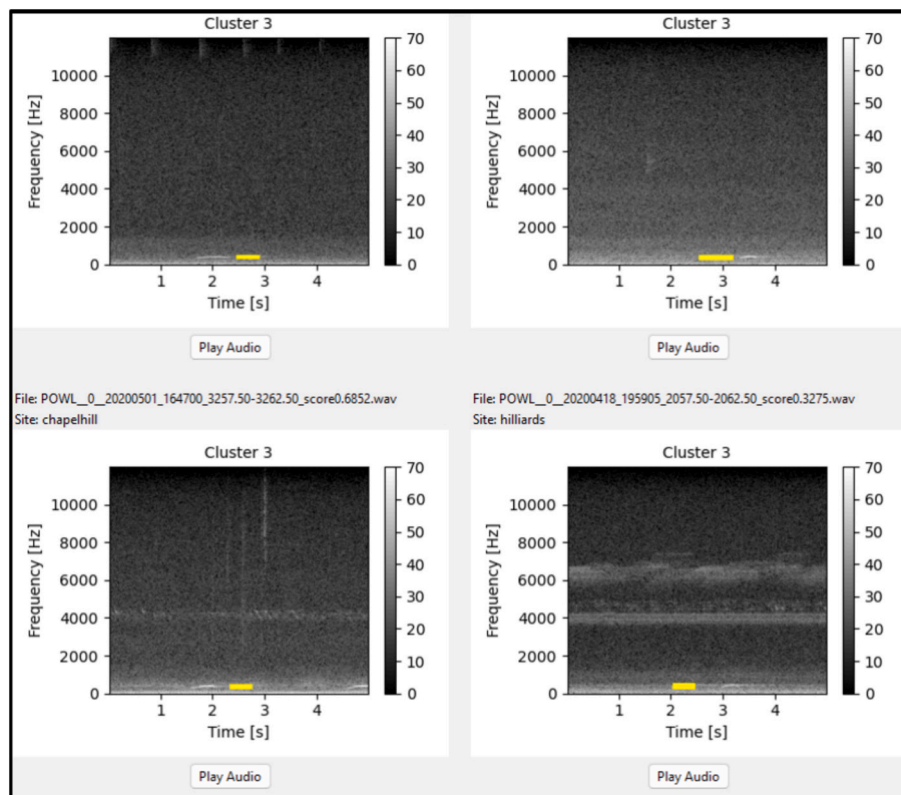 Cluster 3
Cluster 3
10000
8000
6000
4000
2000
0
Frequency [Hz]
70
60
50
40
30
20
10
0
1 2 3 4
Time [s]
10000
8000
6000
4000
2000
0
Frequency [Hz]
70
60
50
40
30
20
10
0
1 2 3 4
Time [s]
Play Audio
Play Audio
File: POWL__0__20200501_164700_3257.50-3262.50_score0.6852.wav
File: POWL__0__20200418_195905_2057.50-2062.50_score0.3275.wav
Site: chapelhill
Site: hilliards
Cluster 3
Cluster 3
10000
8000
6000
4000
2000
0
Frequency [Hz]
70
60
50
40
30
20
10
0
1 2 3 4
Time [s]
10000
8000
6000
4000
2000
0
Frequency [Hz]
70
60
50
40
30
20
10
0
1 2 3 4
Time [s]
Play Audio
Play Audio